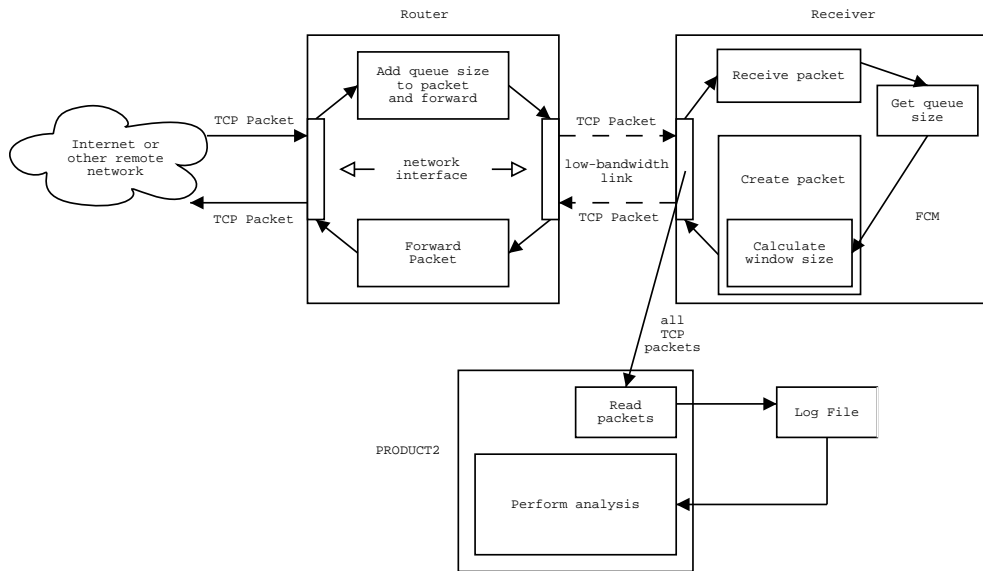 Router
Receiver
Add queue size
to packet
and forward
Receive packet
Get queue
size
TCP Packet
TCP Packet
Internet or
other remote
network
network
interface
low-bandwidth
link
Create packet
TCP Packet
TCP Packet
FCM
Forward
Packet
Calculate
window size
all
TCP
packets
Read
packets
Log File
PRODUCT2
Perform analysis